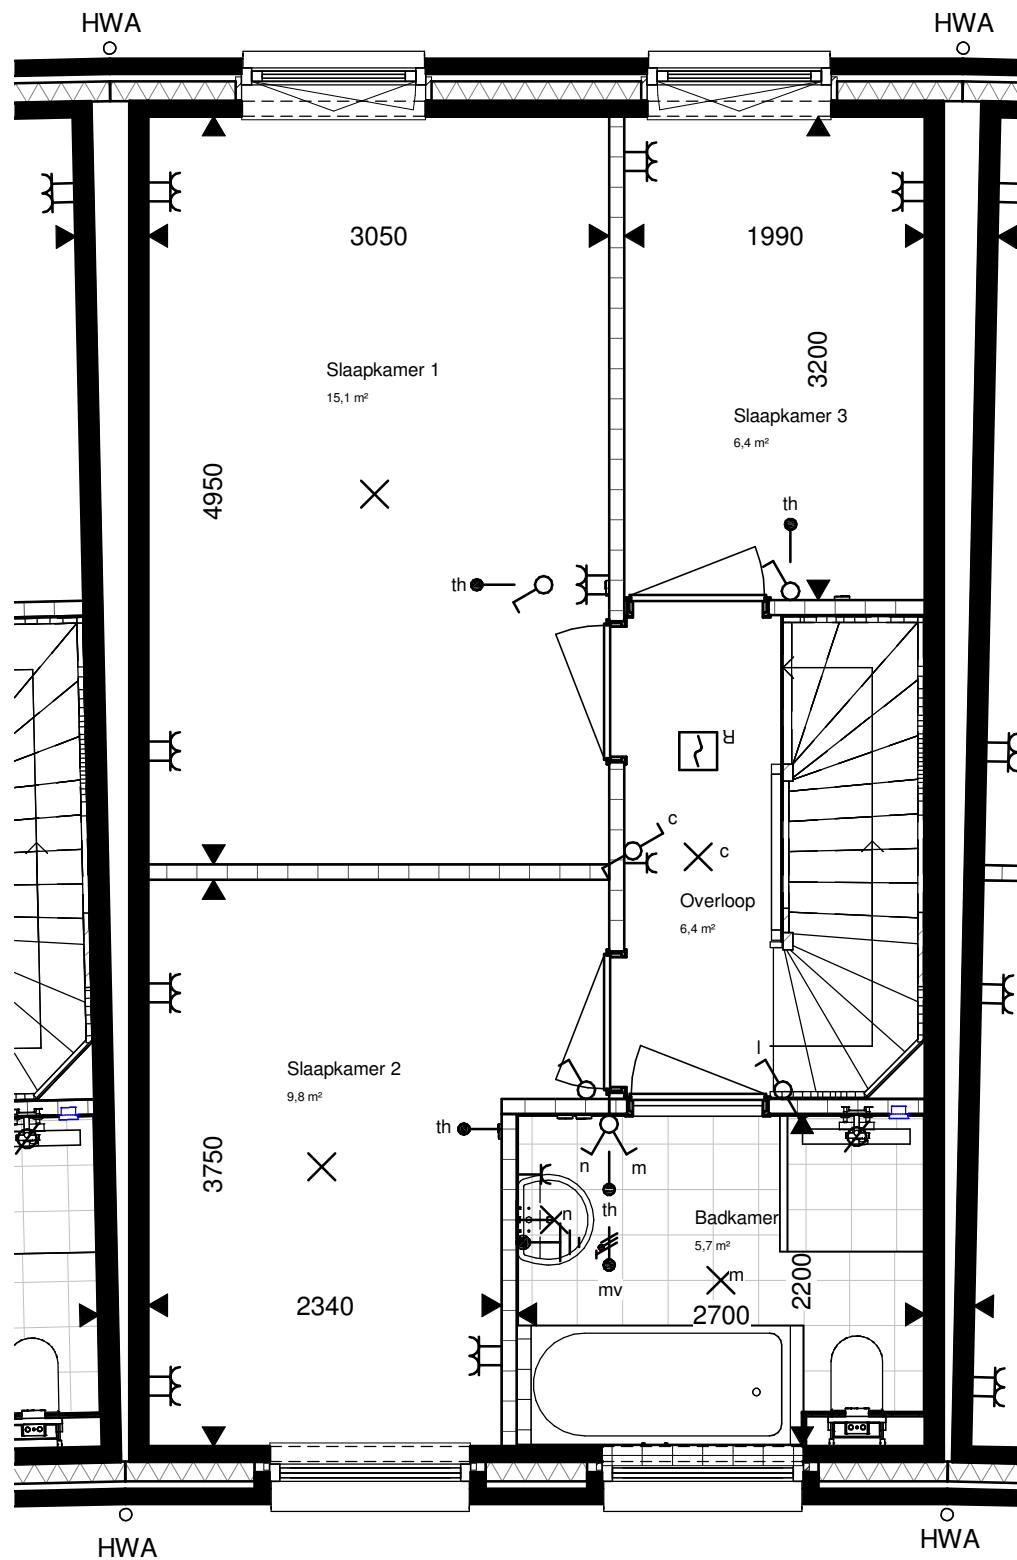 HWA
HWA
3050
1990
3200
Slaapkamer 1
15,1 m²
Slaapkamer 3
6,4 m²
4950
th
th
R
c
c
Overloop
6,4 m²
l
Slaapkamer 2
9,8 m²
th
3750
n
m
th
n
Badkamer
5,7 m²
m
mv
2200
2340
2700
HWA
HWA